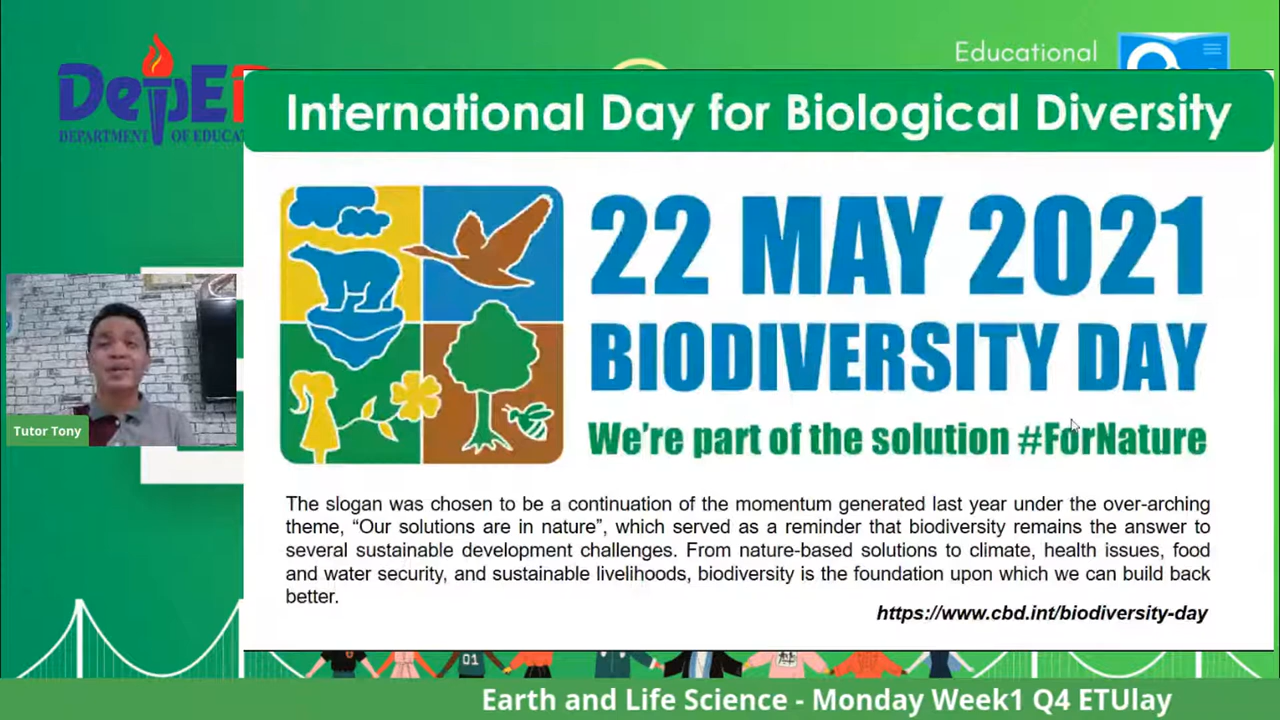 DepE
DEPARTMENT OF EDUCA
Educational
International Day for Biological Diversity
22 MAY 2021
BIODIVERSITY DAY
We're part of the solution #ForNature
Tutor Tony
The slogan was chosen to be a continuation of the momentum generated last year under the over-arching
theme, “Our solutions are in nature”, which served as a reminder that biodiversity remains the answer to
several sustainable development challenges. From nature-based solutions to climate, health issues, food
and water security, and sustainable livelihoods, biodiversity is the foundation upon which we can build back
better.
https://www.cbd.int/biodiversity-day
01
Earth and Life Science - Monday Week1 Q4 ETUlay